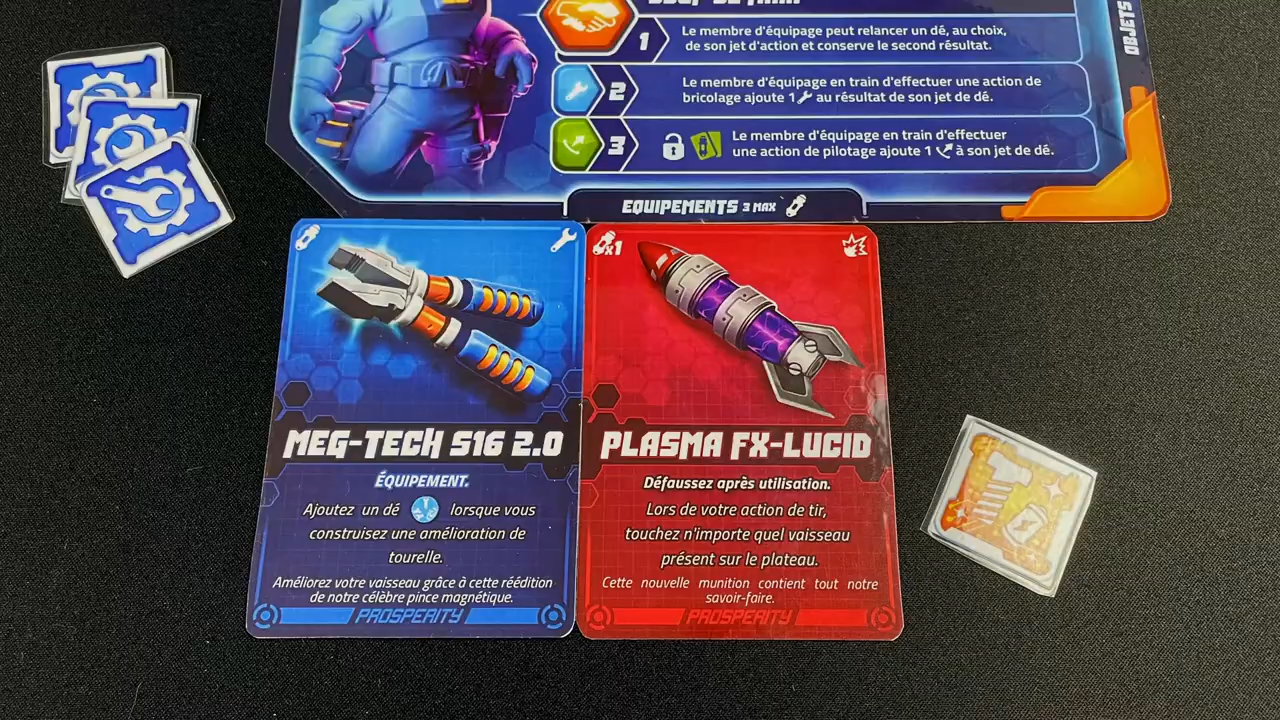 1
Le membre d'équipage peut relancer un dé, au choix,
de son jet d'action et conserve le second résultat.
2
Le membre d'équipage en train d'effectuer une action de
bricolage ajoute 1 au résultat de son jet de dé.
3
Le membre d'équipage en train d'effectuer
une action de pilotage ajoute 1 à son jet de dé.
OBJETS
EQUIPEMENTS 3 MAX
MEG-TECH S16 2.0
ÉQUIPEMENT.
Ajoutez un dé lorsque vous
construisez une amélioration de
tourelle.
Améliorez votre vaisseau grâce à cette réédition
de notre célèbre pince magnétique.
PROSPERITY
x1
PLASMA FX-LUCID
Défaussez après utilisation.
Lors de votre action de tir,
touchez n'importe quel vaisseau
présent sur le plateau.
Cette nouvelle munition contient tout notre
savoir-faire.
PROSPERITY